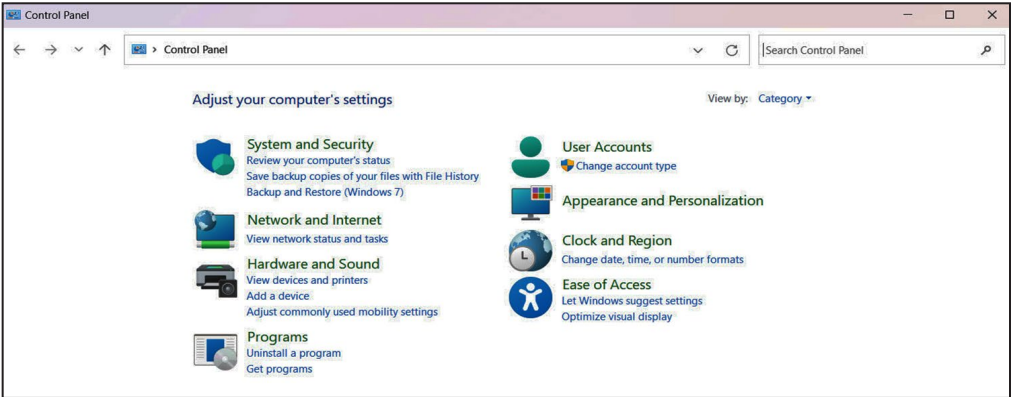 Control Panel
Control Panel
Search Control Panel
Adjust your computer's settings
View by: Category
System and Security
Review your computer's status
Save backup copies of your files with File History
Backup and Restore (Windows 7)
Network and Internet
View network status and tasks
Hardware and Sound
View devices and printers
Add a device
Adjust commonly used mobility settings
Programs
Uninstall a program
Get programs
User Accounts
Change account type
Appearance and Personalization
Clock and Region
Change date, time, or number formats
Ease of Access
Let Windows suggest settings
Optimize visual display